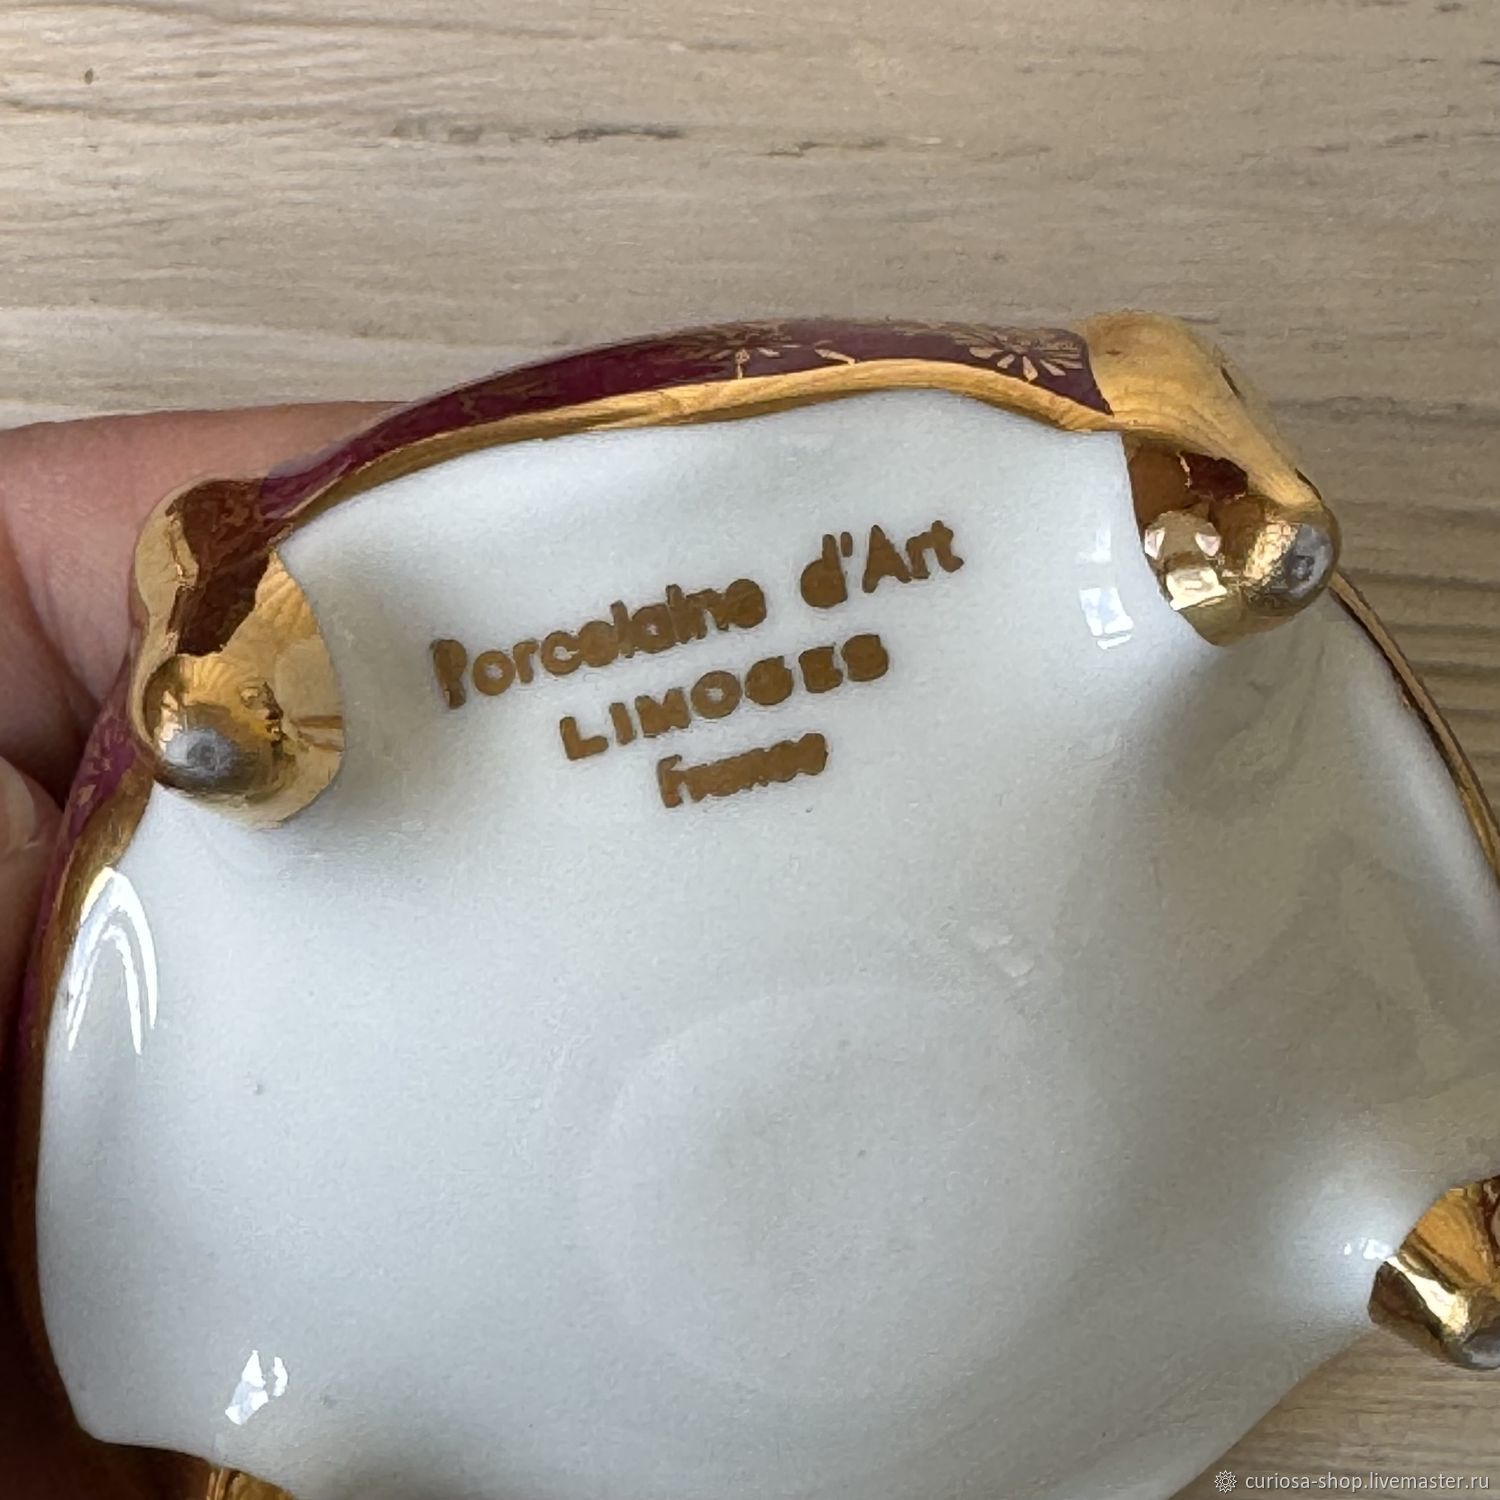 Porcelaine d'Art
LIMOGES
France
curiosa-shop.livemaster.ru